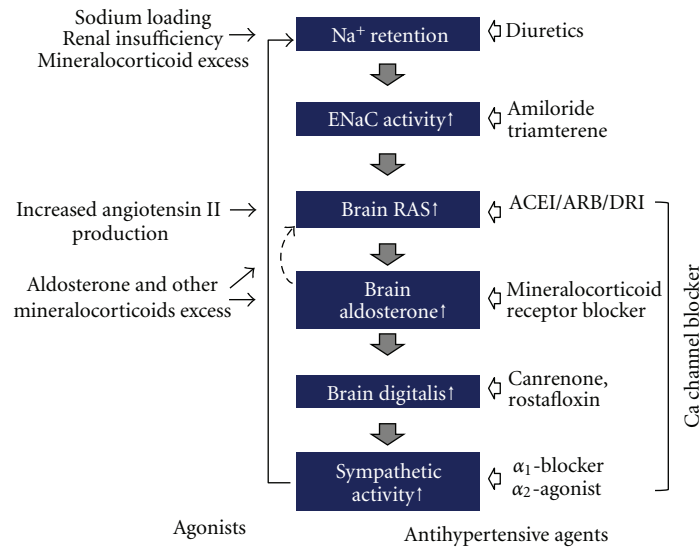 Sodium loading
Renal insufficiency
Mineralocorticoid excess
Na⁺ retention
Diuretics
ENaC activity↑
Amiloride
triamterene
Increased angiotensin II
production
Brain RAS↑
ACEI/ARB/DRI
Aldosterone and other
mineralocorticoids excess
Brain
aldosterone↑
Mineralocorticoid
receptor blocker
Brain digitalis↑
Canrenone,
rostafloxin
Sympathetic
activity↑
α₁-blocker
α₂-agonist
Ca channel blocker
Agonists
Antihypertensive agents